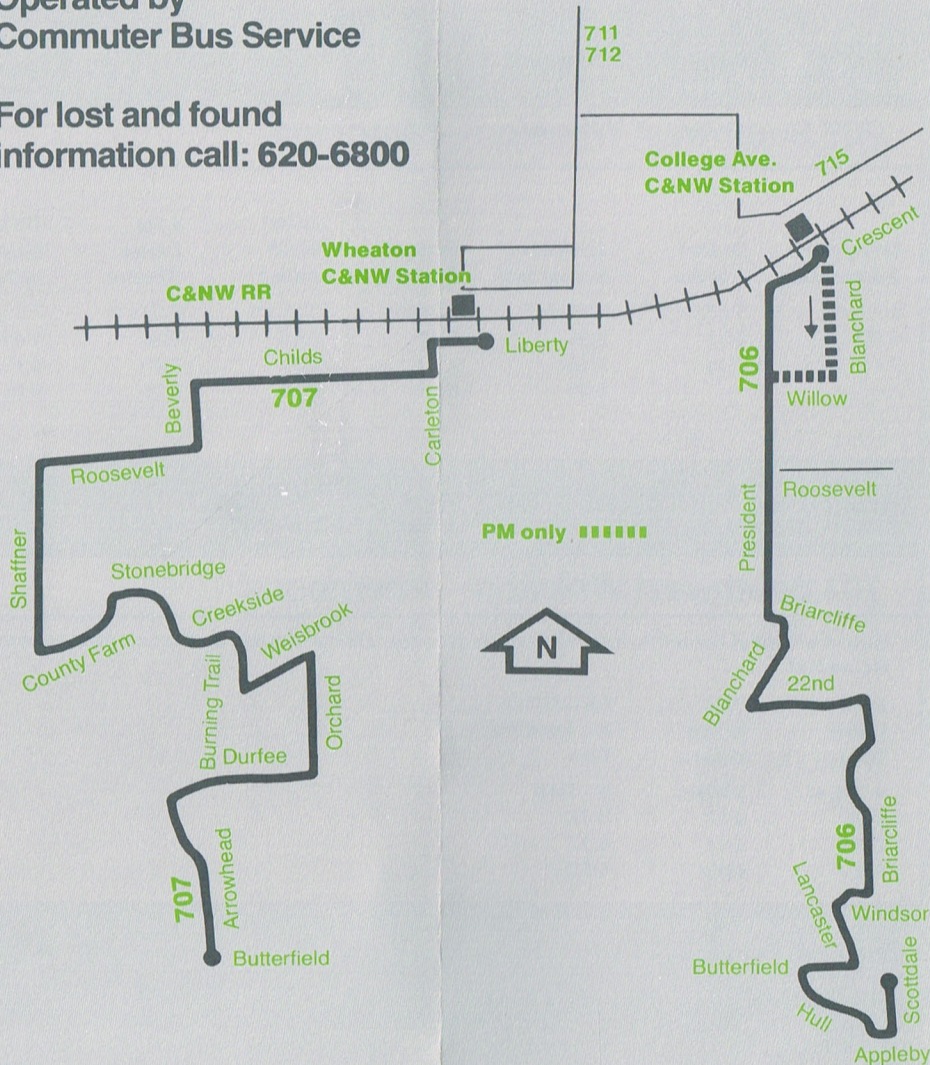 Operated by
Commuter Bus Service
For lost and found
information call: 620-6800
711
712
College Ave.
C&NW Station
715
Crescent
Wheaton
C&NW Station
C&NW RR
Liberty
Childs
707
Beverly
Carleton
Roosevelt
Shaffner
Stonebridge
Creekside
Weisbrook
County Farm
Burning Trail
Orchard
Durfee
707
Arrowhead
Butterfield
PM only
N
706
Blanchard
Willow
Roosevelt
President
Briarcliffe
Blanchard
22nd
706
Briarcliffe
Lancaster
Windsor
Butterfield
Scottdale
Hull
Appleby